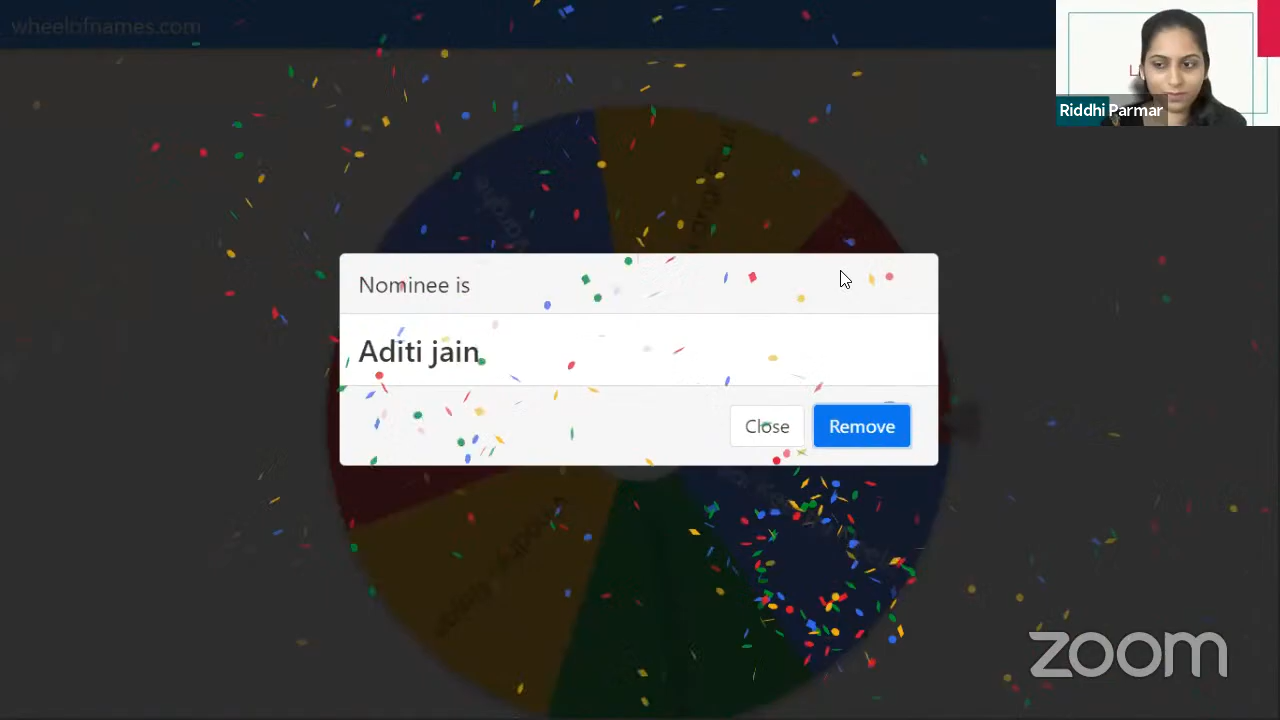 wheelofnames.com
Riddhi Parmar
Nominee is
Aditi jain
Close
Remove
zoom